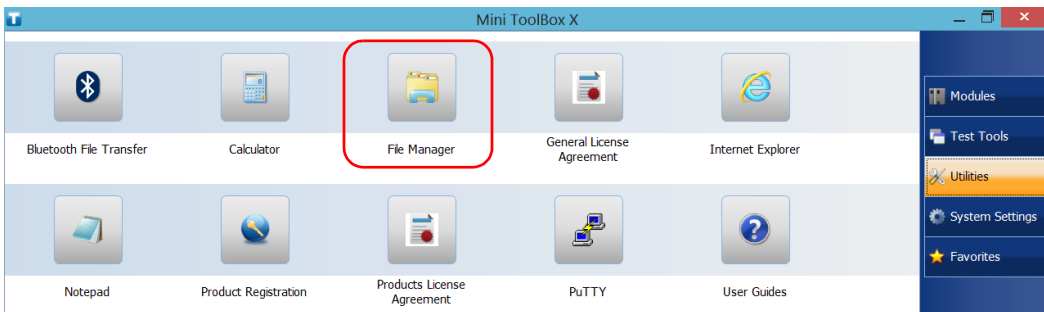 T
Mini ToolBox X
Bluetooth File Transfer
Calculator
File Manager
General License
Agreement
Internet Explorer
Notepad
Product Registration
Products License
Agreement
PuTTY
User Guides
Modules
Test Tools
Utilities
System Settings
Favorites